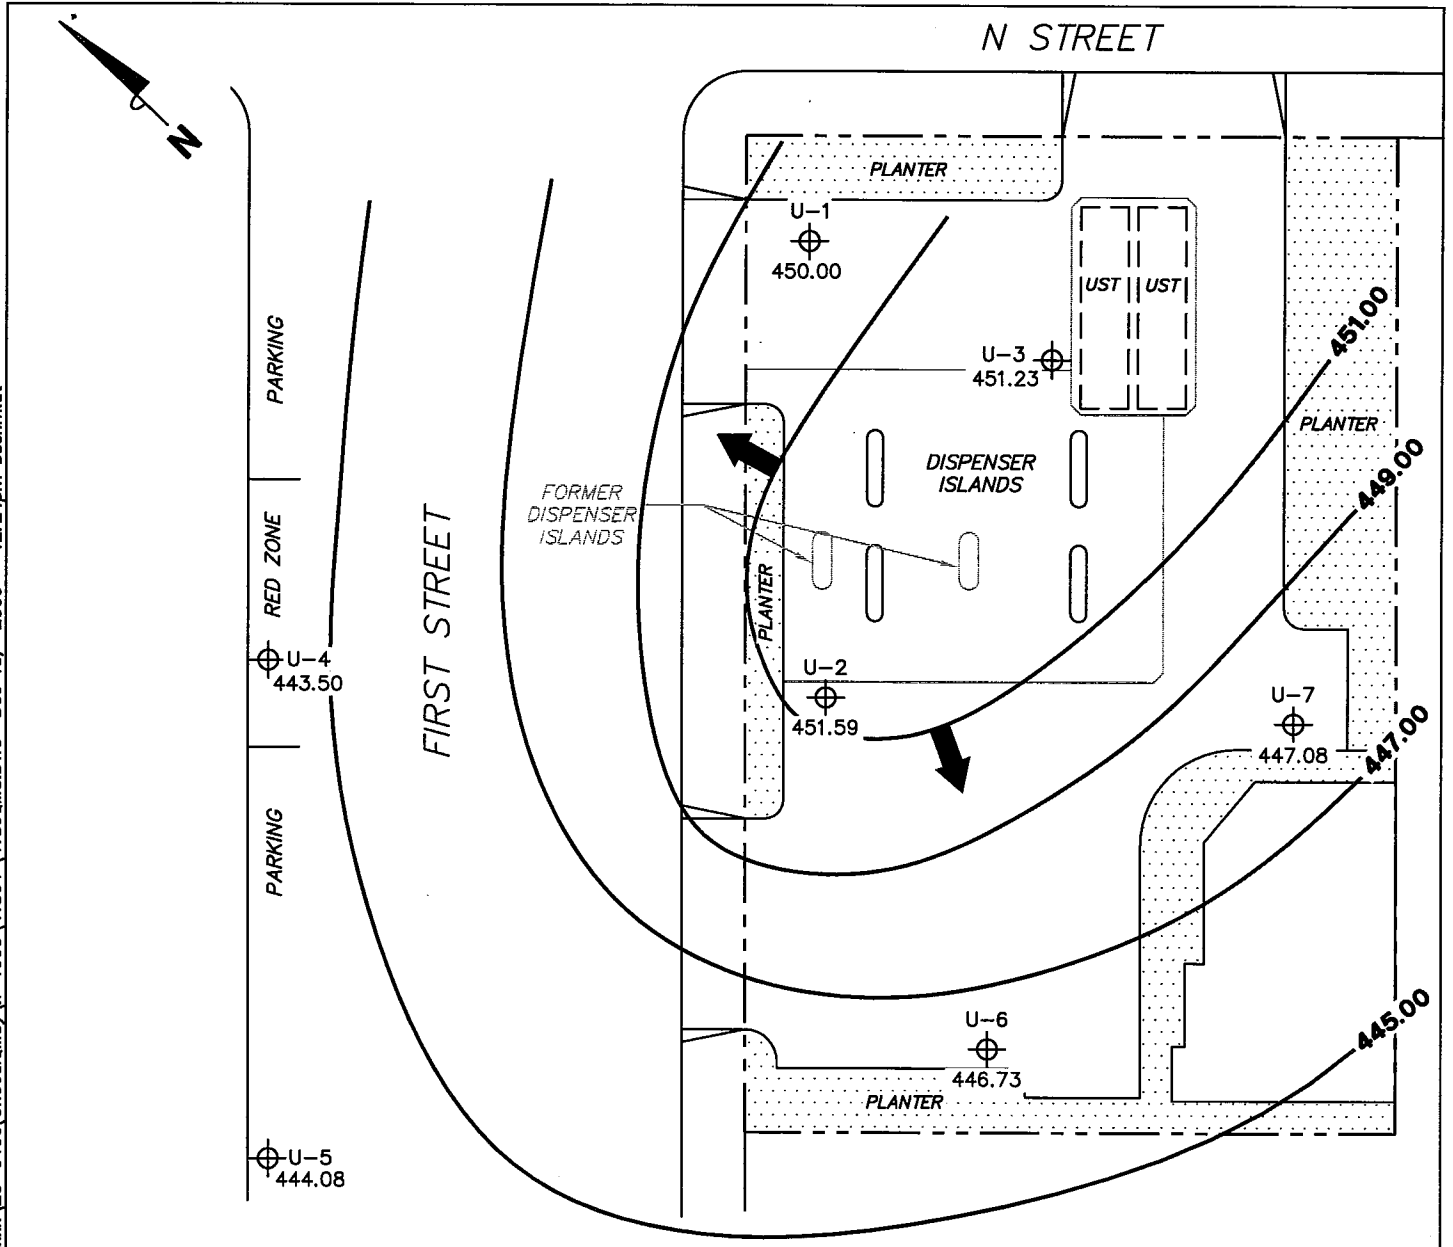 N STREET
N
PLANTER
U-1
450.00
UST
UST
451.00
U-3
451.23
PARKING
PLANTER
DISPENSER
ISLANDS
449.00
FORMER
DISPENSER
ISLANDS
RED ZONE
FIRST STREET
PLANTER
U-4
443.50
U-2
451.59
U-7
447.08
447.00
PARKING
445.00
U-6
446.73
PLANTER
U-5
444.08